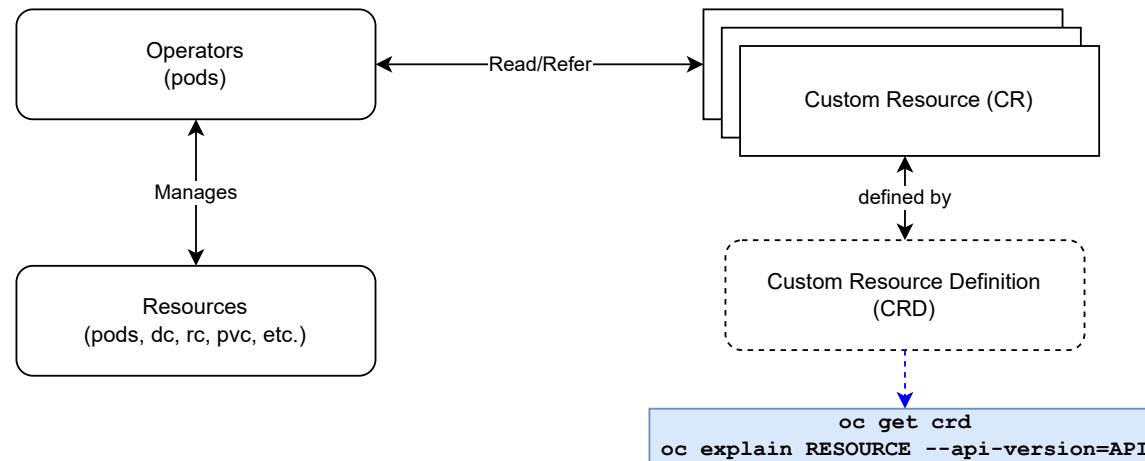 Operators
(pods)
Read/Refer
Custom Resource (CR)
Manages
defined by
Resources
(pods, dc, rc, pvc, etc.)
Custom Resource Definition
(CRD)
oc get crd
oc explain RESOURCE --api-version=API